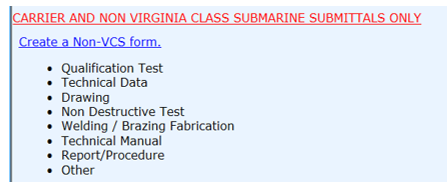 CARRIER AND NON VIRGINIA CLASS SUBMARINE SUBMITTALS ONLY
Create a Non-VCS form.
• Qualification Test
• Technical Data
• Drawing
• Non Destructive Test
• Welding / Brazing Fabrication
• Technical Manual
• Report/Procedure
• Other